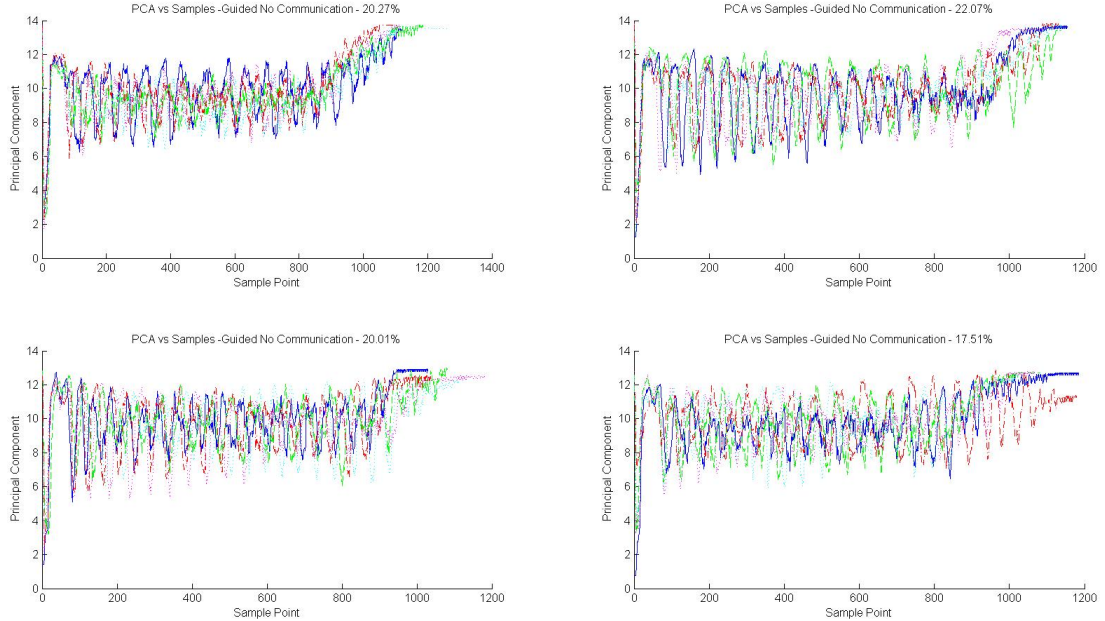 PCA vs Samples -Guided No Communication - 20.27%
14
12
10
8
6
4
2
0
Principal Component
0 200 400 600 800 1000 1200 1400
Sample Point
PCA vs Samples -Guided No Communication - 22.07%
14
12
10
8
6
4
2
0
Principal Component
0 200 400 600 800 1000 1200
Sample Point
PCA vs Samples -Guided No Communication - 20.01%
14
12
10
8
6
4
2
0
Principal Component
0 200 400 600 800 1000 1200
Sample Point
PCA vs Samples -Guided No Communication - 17.51%
14
12
10
8
6
4
2
0
Principal Component
0 200 400 600 800 1000 1200
Sample Point